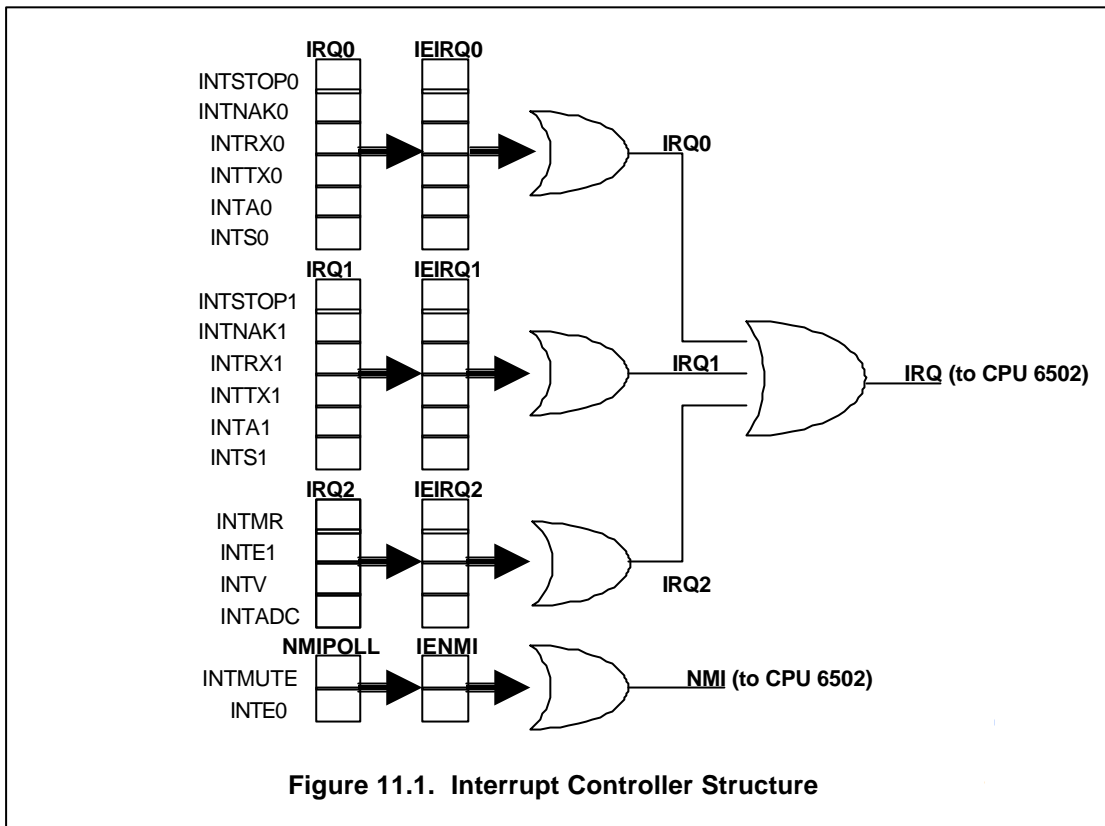 IRQ0 IEIRQ0
INTSTOP0
INTNAK0
INTRX0
INTTX0
INTA0
INTS0
IRQ0
IRQ1 IEIRQ1
INTSTOP1
INTNAK1
INTRX1
INTTX1
INTA1
INTS1
IRQ1
IRQ (to CPU 6502)
IRQ2 IEIRQ2
INTMR
INTE1
INTV
INTADC
IRQ2
NMIPOLL IENMI
INTMUTE
INTE0
NMI (to CPU 6502)
Figure 11.1. Interrupt Controller Structure